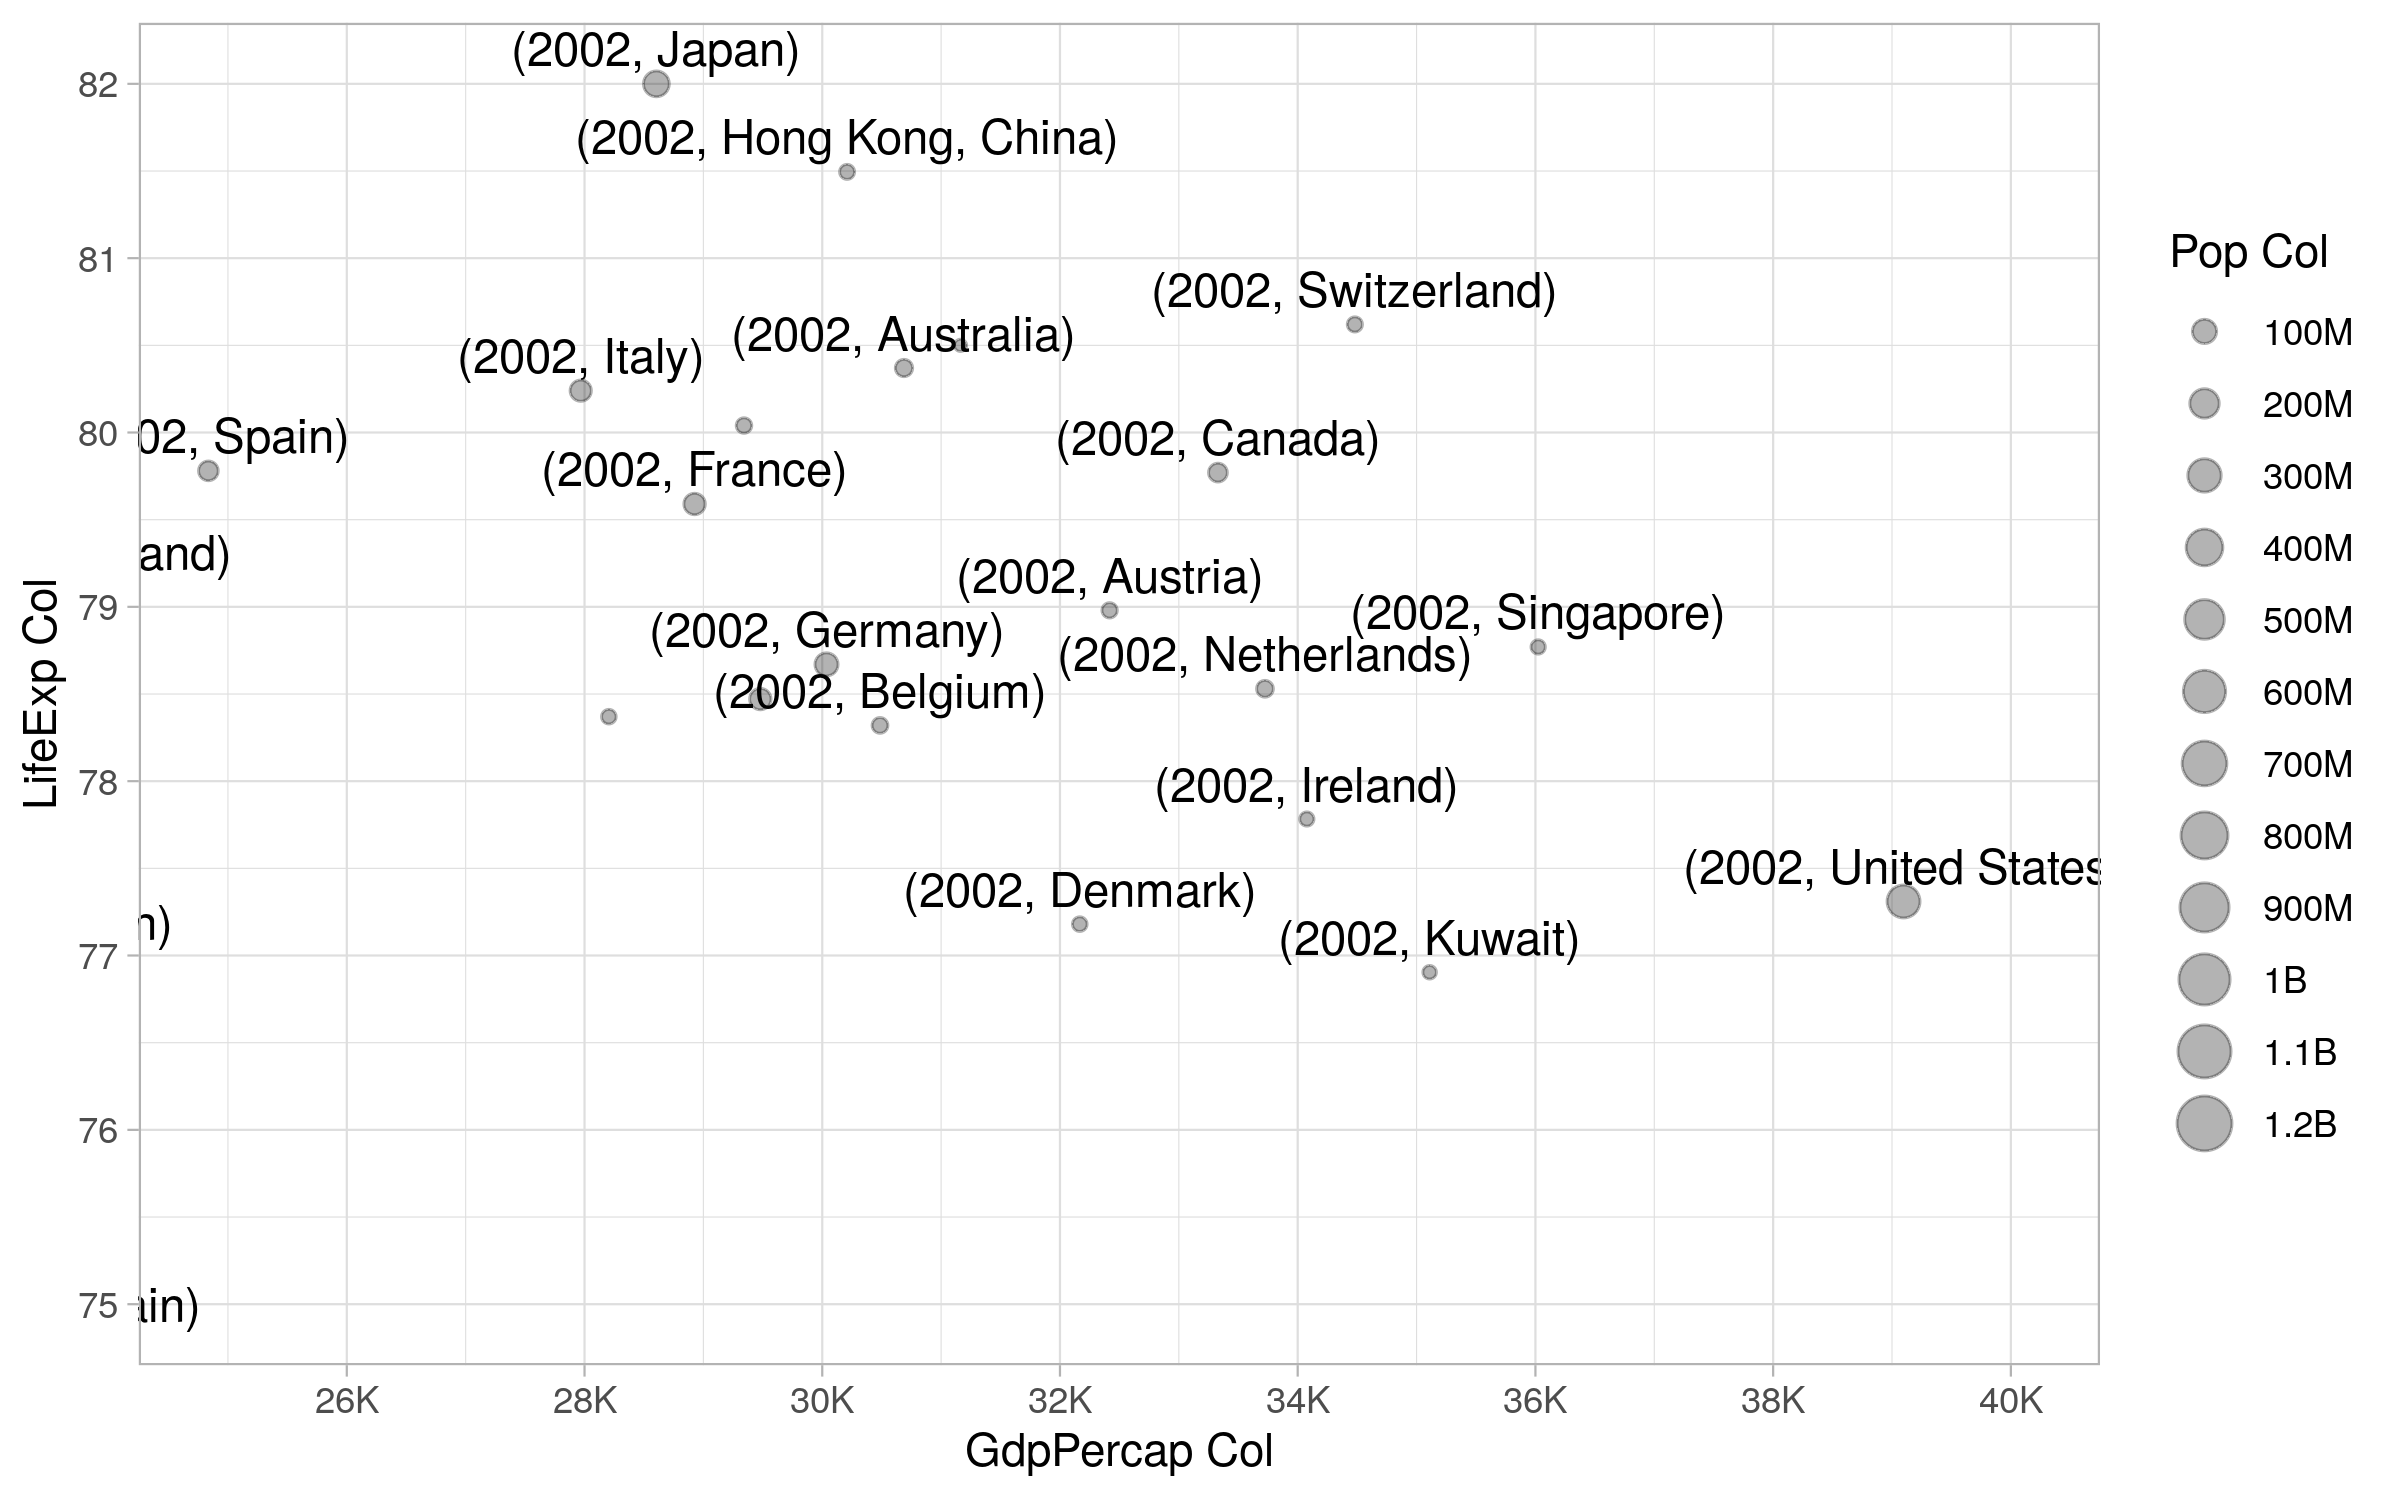 (2002, Japan)
82
(2002, Hong Kong, China)
81
(2002, Switzerland)
(2002, Australia)
(2002, Italy)
02, Spain)
80
(2002, Canada)
(2002, France)
and)
(2002, Austria)
79
(2002, Singapore)
(2002, Germany)
(2002, Netherlands)
(2002, Belgium)
78
(2002, Ireland)
(2002, United States
(2002, Denmark)
n)
(2002, Kuwait)
77
76
75
ain)
LifeExp Col
26K 28K 30K 32K 34K 36K 38K 40K
GdpPercap Col
Pop Col
100M
200M
300M
400M
500M
600M
700M
800M
900M
1B
1.1B
1.2B